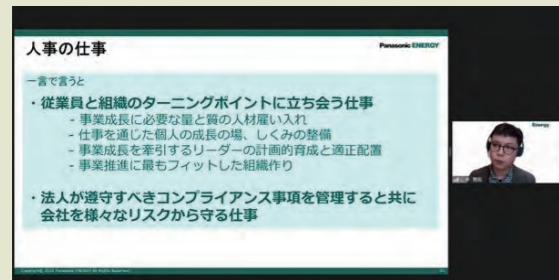 人事の仕事
Panasonic ENERGY
一言で言うと
・従業員と組織のターニングポイントに立ち会う仕事
- 事業成長に必要な量と質の人材雇い入れ
- 仕事を通じた個人の成長の場、しくみの整備
- 事業成長を牽引するリーダーの計画的育成と適正配置
- 事業推進に最もフィットした組織作り
・法人が遵守すべきコンプライアンス事項を管理すると共に
会社を様々なリスクから守る仕事
Energy